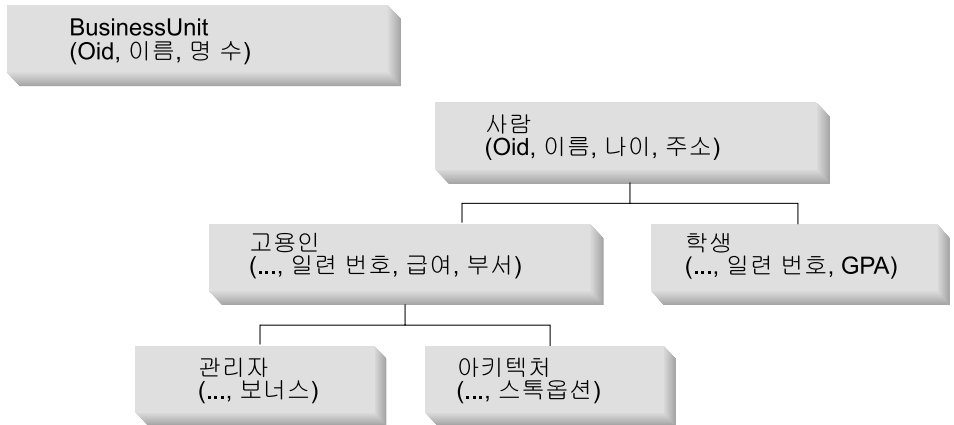 BusinessUnit
(Oid, 이름, 명 수)
사람
(Oid, 이름, 나이, 주소)
고용인
(..., 일련 번호, 급여, 부서)
학생
(..., 일련 번호, GPA)
관리자
(..., 보너스)
아키텍처
(..., 스톡옵션)